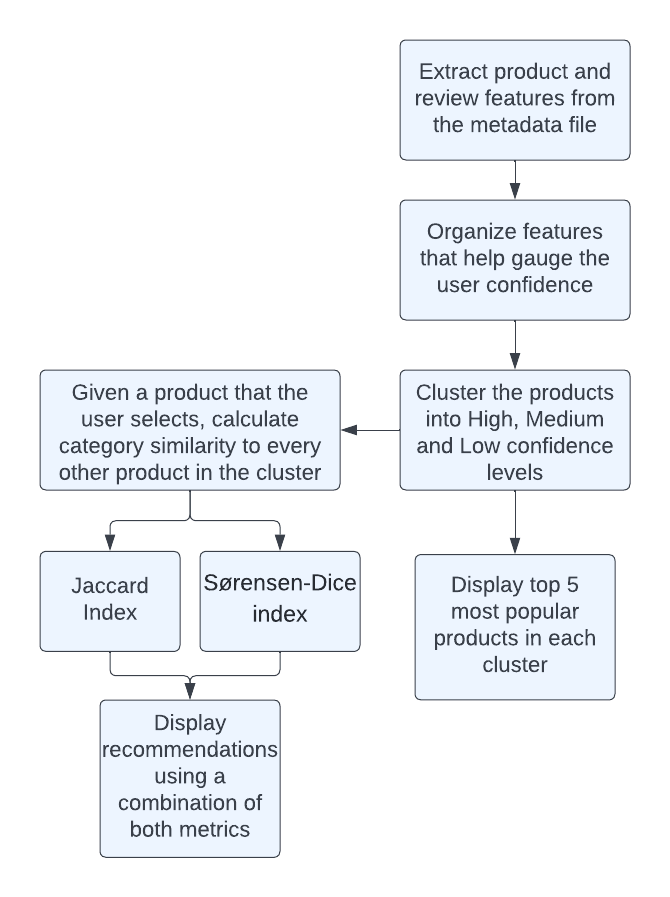 Extract product and
review features from
the metadata file
Organize features
that help gauge the
user confidence
Cluster the products
into High, Medium
and Low confidence
levels
Given a product that the
user selects, calculate
category similarity to every
other product in the cluster
Jaccard
Index
Sørensen-Dice
index
Display top 5
most popular
products in each
cluster
Display
recommendations
using a
combination of
both metrics